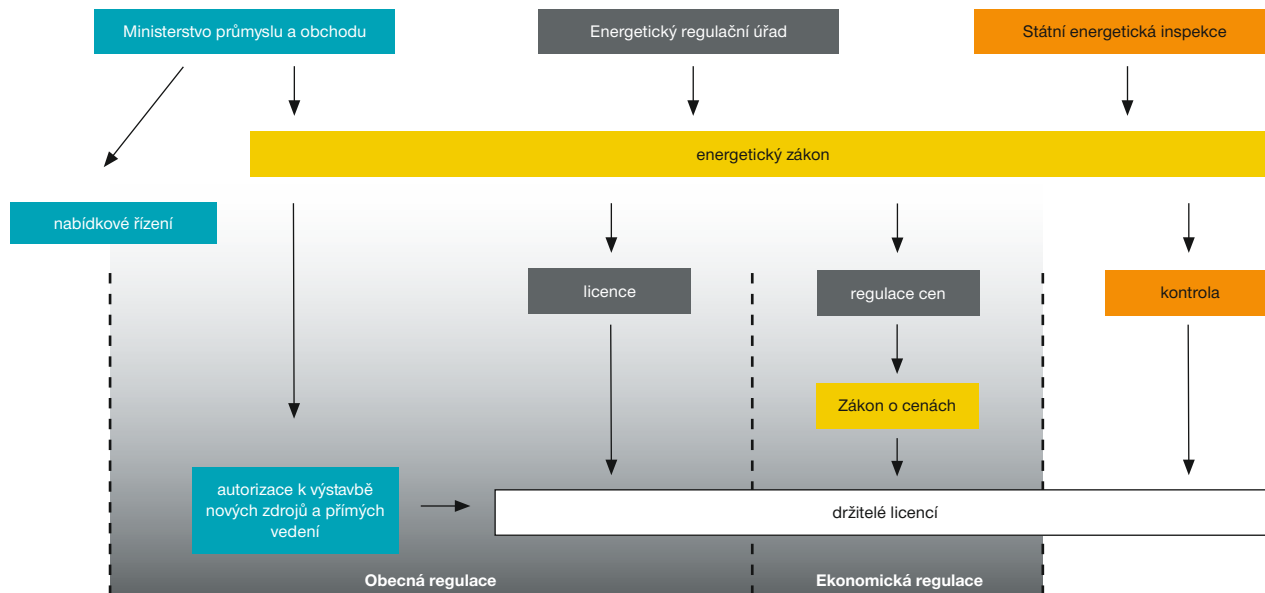 Ministerstvo průmyslu a obchodu
Energetický regulační úřad
Státní energetická inspekce
energetický zákon
nabídkové řízení
licence
regulace cen
kontrola
Zákon o cenách
autorizace k výstavbě
nových zdrojů a přímých
vedení
držitelé licencí
Obecná regulace
Ekonomická regulace